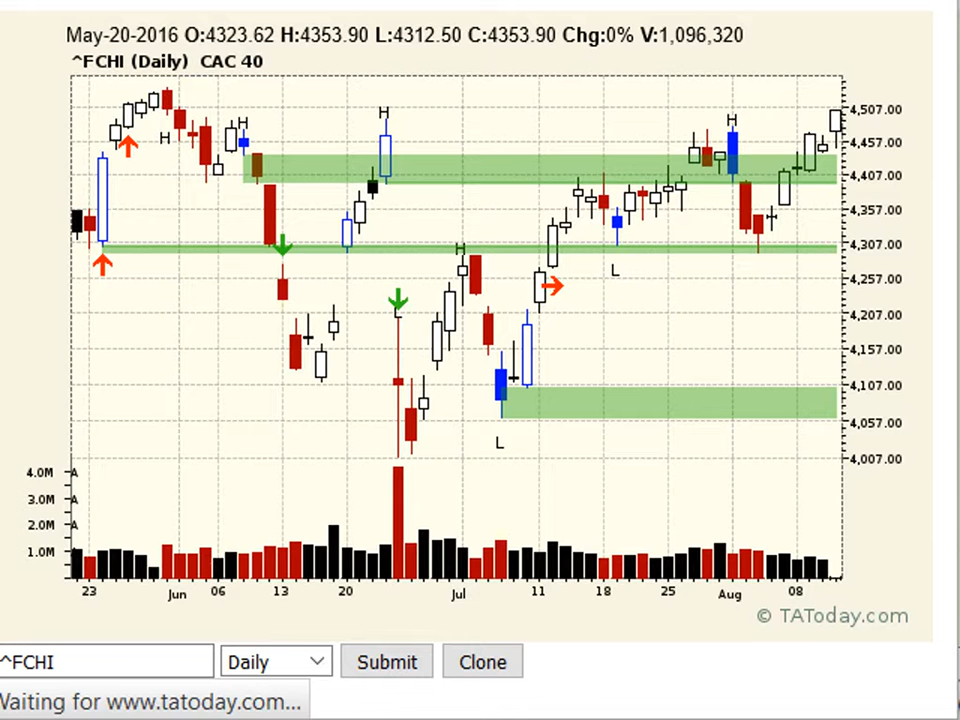 May-20-2016 O:4323.62 H:4353.90 L:4312.50 C:4353.90 Chg:0% V:1,096,320
^FCHI (Daily) CAC 40
H
H
H
H
H
L
L
4,507.00
4,457.00
4,407.00
4,357.00
4,307.00
4,257.00
4,207.00
4,157.00
4,107.00
4,057.00
4,007.00
4.0M A
3.0M A
2.0M A
1.0M
23 Jun 06 13 20 Jul 11 18 25 Aug 08
© TAToday.com
^FCHI Daily Submit Clone
Waiting for www.tatoday.com...